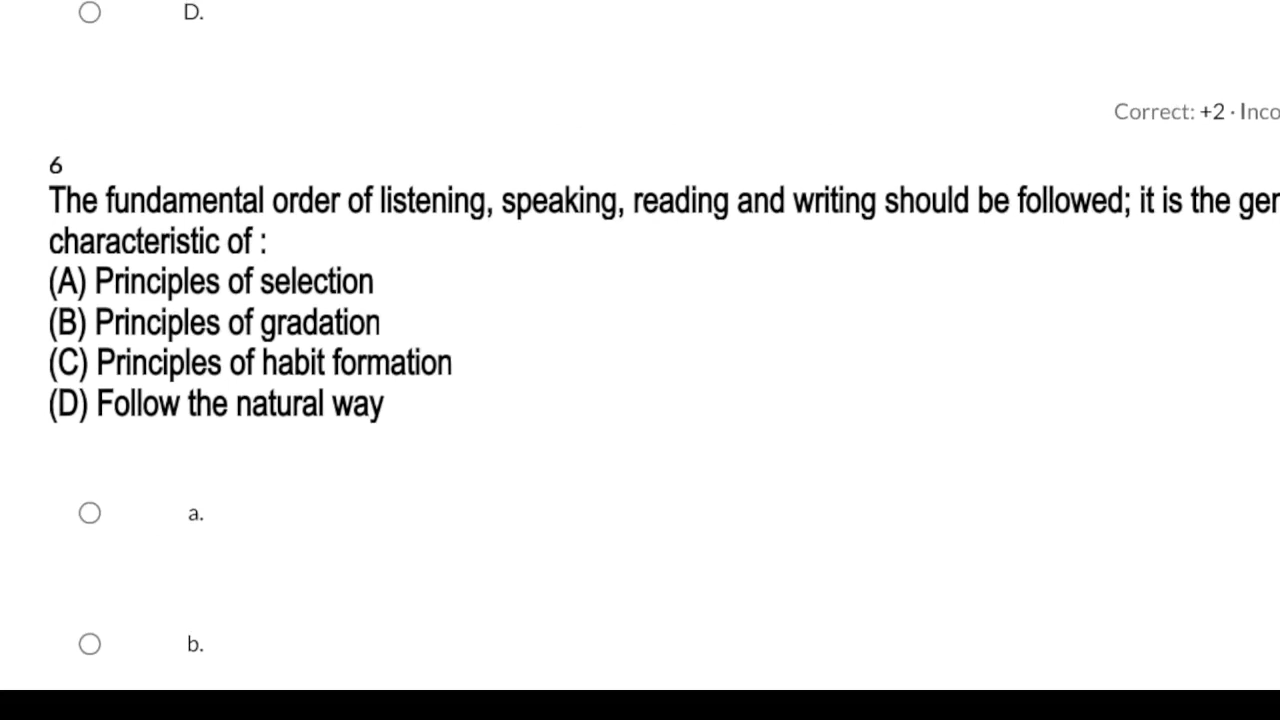 D.
Correct: +2 · Inco
6
The fundamental order of listening, speaking, reading and writing should be followed; it is the ger
characteristic of :
(A) Principles of selection
(B) Principles of gradation
(C) Principles of habit formation
(D) Follow the natural way
a.
b.